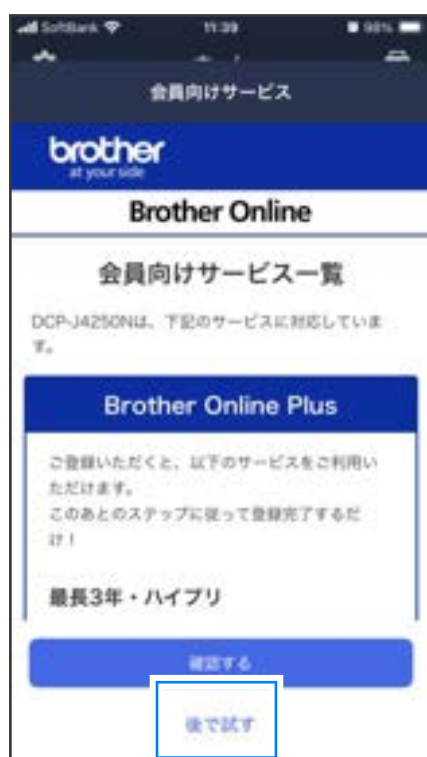 SoftBank 11:39 98%
会員向けサービス
brother
at your side
Brother Online
会員向けサービス一覧
DCP-J4250Nは、下記のサービスに対応していま
す。
Brother Online Plus
ご登録いただくと、以下のサービスをご利用い
ただけます。
このあとのステップに従って登録完了するだ
け！
最長3年・ハイブリ
確認する
後で試す